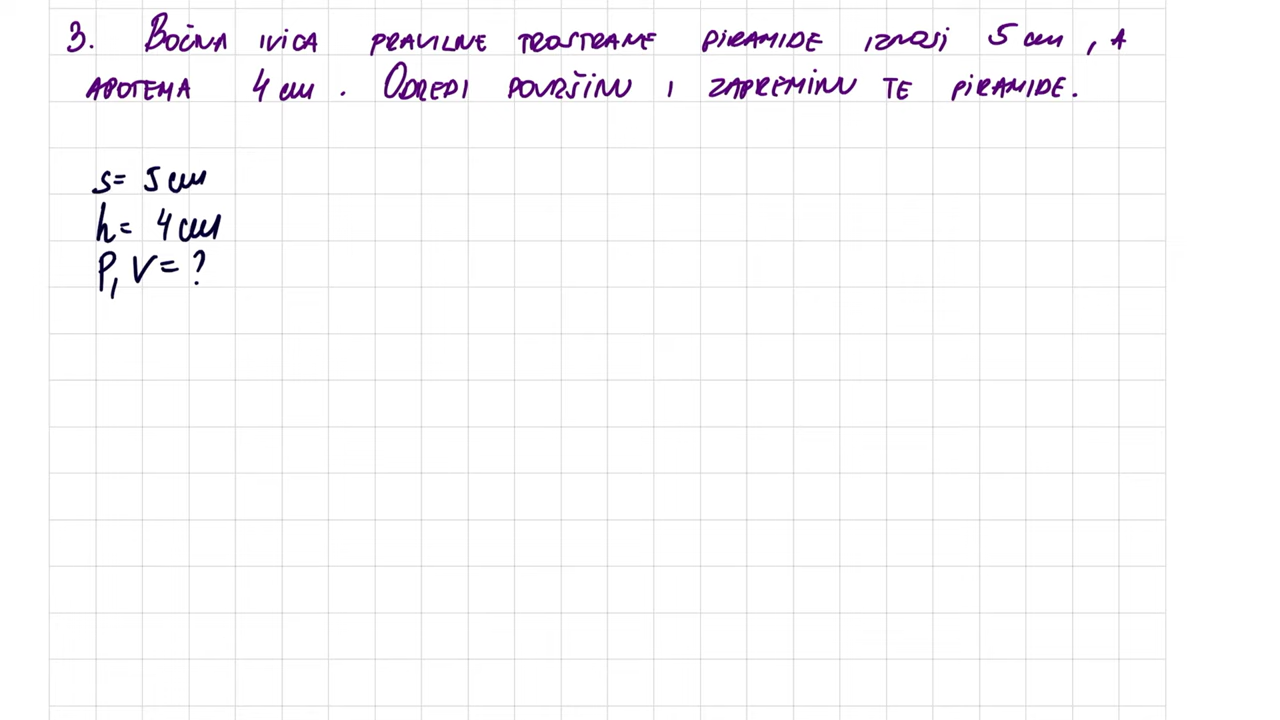 3. Bočna ivica pravilne trostrane piramide iznosi 5 cm, a
apotema 4 cm. Odredi površinu i zapreminu te piramide.
s= 5 cm
h= 4 cm
P, V = ?